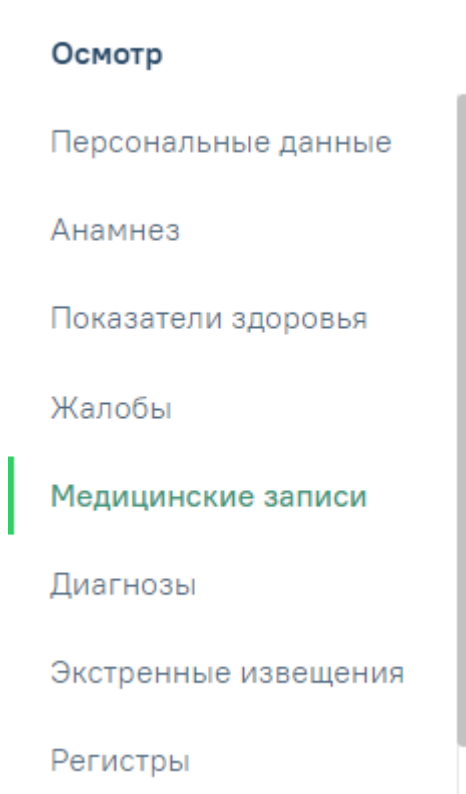 Осмотр
Персональные данные
Анамнез
Показатели здоровья
Жалобы
Медицинские записи
Диагнозы
Экстренные извещения
Регистры